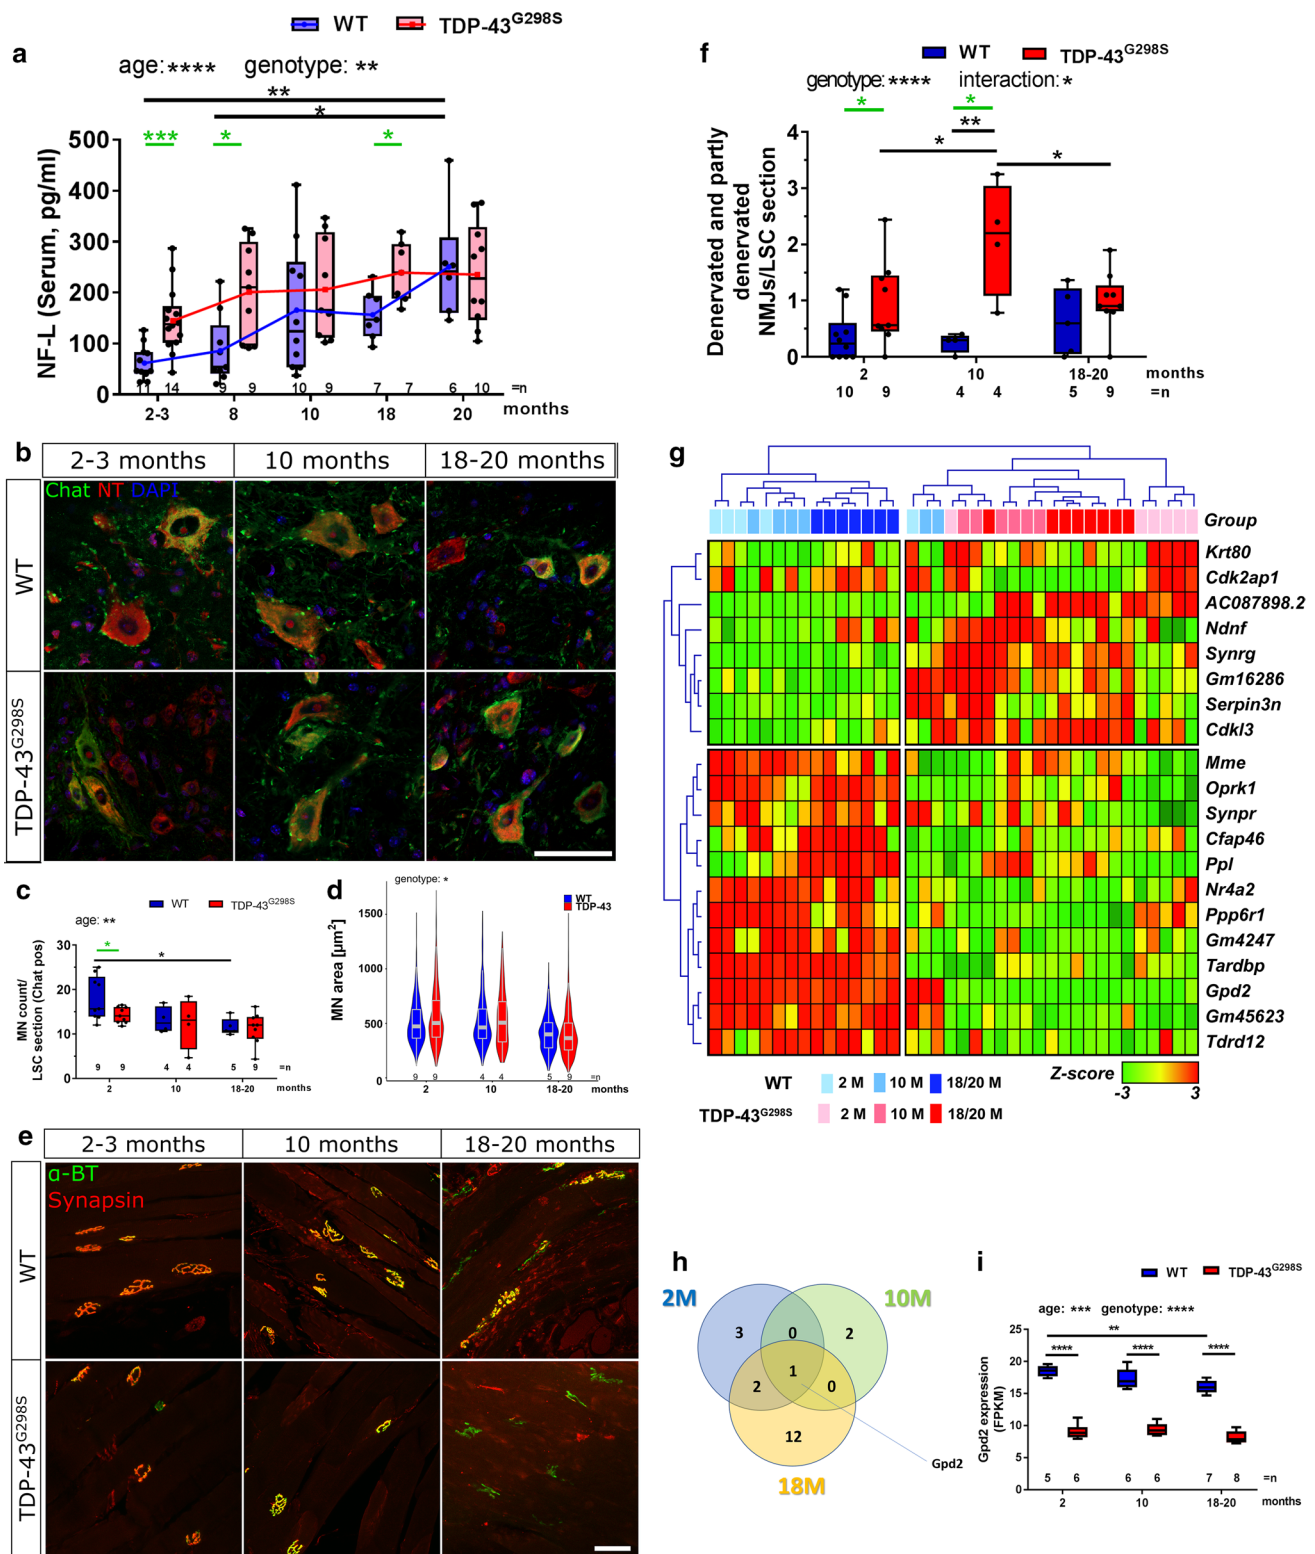 WT TDP-43G298S
a
age:**** genotype: **
**
*
*** * *
NF-L (Serum, pg/ml)
500
400
300
200
100
0
11 14 9 9 10 9 7 7 6 10 =n
2-3 8 10 18 20 months
f
WT TDP-43G298S
genotype:**** interaction:*
* *
**
* *
Denervated and partly
denervated
NMJs/LSC section
4
3
2
1
0
2 10 18-20 months
10 9 4 4 5 9 =n
b
2-3 months 10 months 18-20 months
Chat NT DAPI
WT
TDP-43G298S
c
WT TDP-43G298S
age: **
*
*
MN count/
LSC section (Chat pos)
30
20
10
0
9 9 4 4 5 9 =n
2 10 18-20 months
d
genotype: *
WT
TDP-43
MN area [µm²]
1500
1000
500
0
9 9 4 4 5 9 =n
2 10 18-20 months
e
2-3 months 10 months 18-20 months
α-BT
Synapsin
WT
TDP-43G298S
g
Group
Krt80
Cdk2ap1
AC087898.2
Ndnf
Synrg
Gm16286
Serpin3n
Cdkl3
Mme
Oprk1
Synpr
Cfap46
Ppl
Nr4a2
Ppp6r1
Gm4247
Tardbp
Gpd2
Gm45623
Tdrd12
WT 2 M 10 M 18/20 M
TDP-43G298S 2 M 10 M 18/20 M
Z-score
-3 3
h
2M 10M
3 0 2
1
2 0
12
Gpd2
18M
i
WT TDP-43G298S
age: *** genotype: ****
**
**** **** ****
Gpd2 expression
(FPKM)
25
20
15
10
5
0
5 6 6 6 7 8 =n
2 10 18-20 months